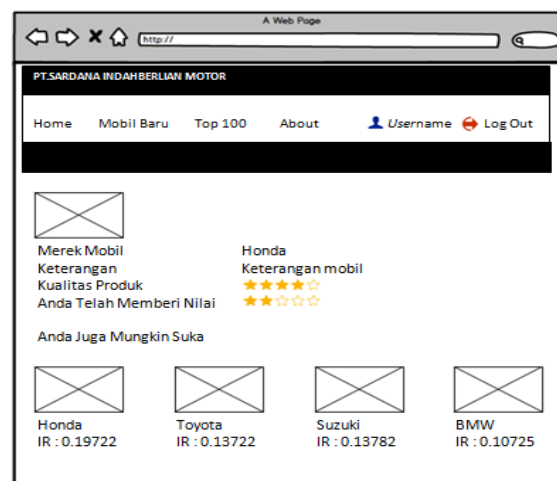 A Web Page
http://
PT.SARDANA INDAHBERLIAN MOTOR
Home Mobil Baru Top 100 About Username Log Out
Merek Mobil Honda
Keterangan Keterangan mobil
Kualitas Produk
Anda Telah Memberi Nilai
Anda Juga Mungkin Suka
Honda Toyota Suzuki BMW
IR : 0.19722 IR : 0.13722 IR : 0.13782 IR : 0.10725